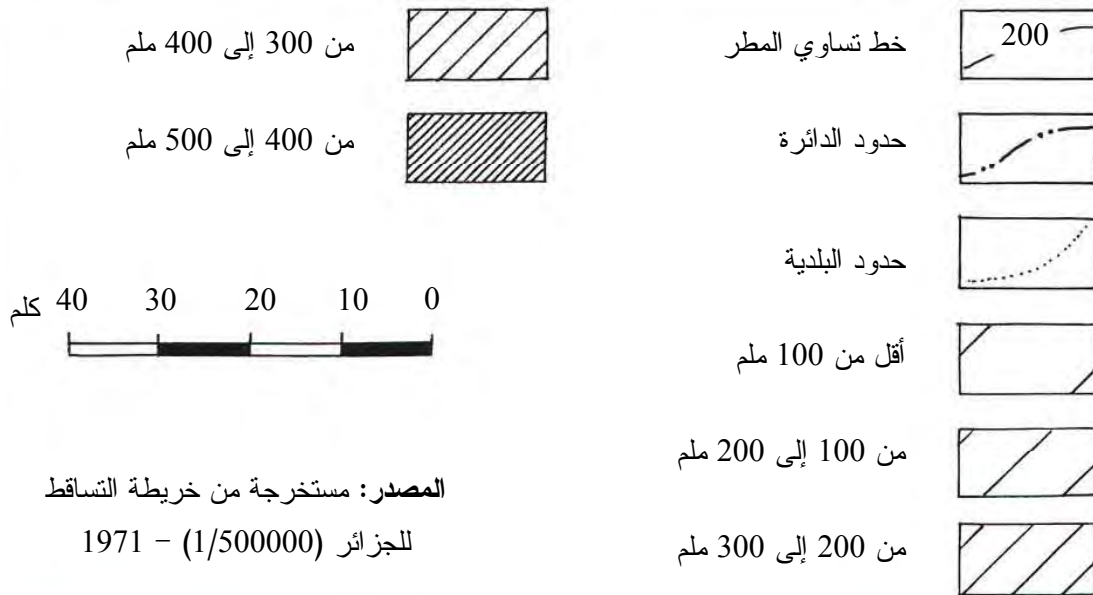 200
خط تساوي المطر
حدود الدائرة
حدود البلدية
أقل من 100 ملم
من 100 إلى 200 ملم
من 200 إلى 300 ملم
من 300 إلى 400 ملم
من 400 إلى 500 ملم
0 10 20 30 40 كلم
المصدر: مستخرجة من خريطة التساقط
للجزائر (1/500000) - 1971